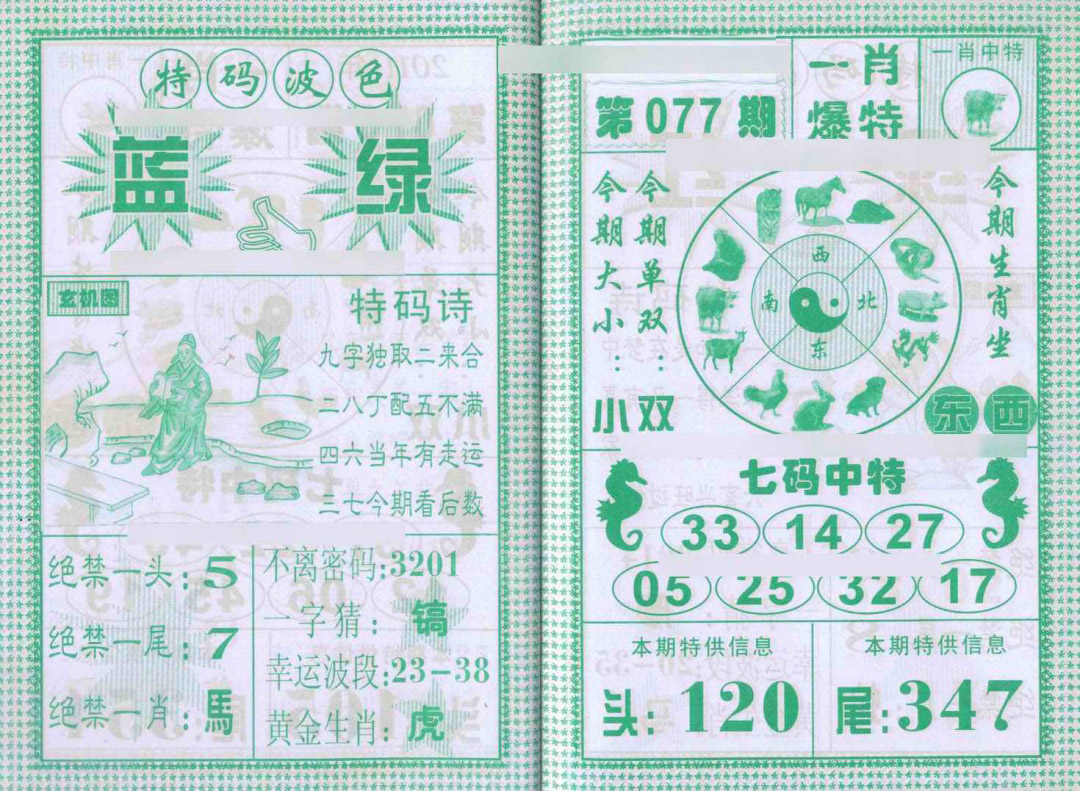 特码波色
蓝 绿
玄机图
特码诗
九字独取二来合
二八丁配五不满
四六当年有走运
三七今期看后数
绝禁一头:5
绝禁一尾:7
绝禁一肖:馬
不离密码:3201
一字猜:镐
幸运波段:23-38
黄金生肖:虎
第077期
一肖
爆特
一肖中特
今期大小:小
今期单双:双
西
南 北
东
今期生肖坐
东西
七码中特
33 14 27
05 25 32 17
本期特供信息
头:120
本期特供信息
尾:347